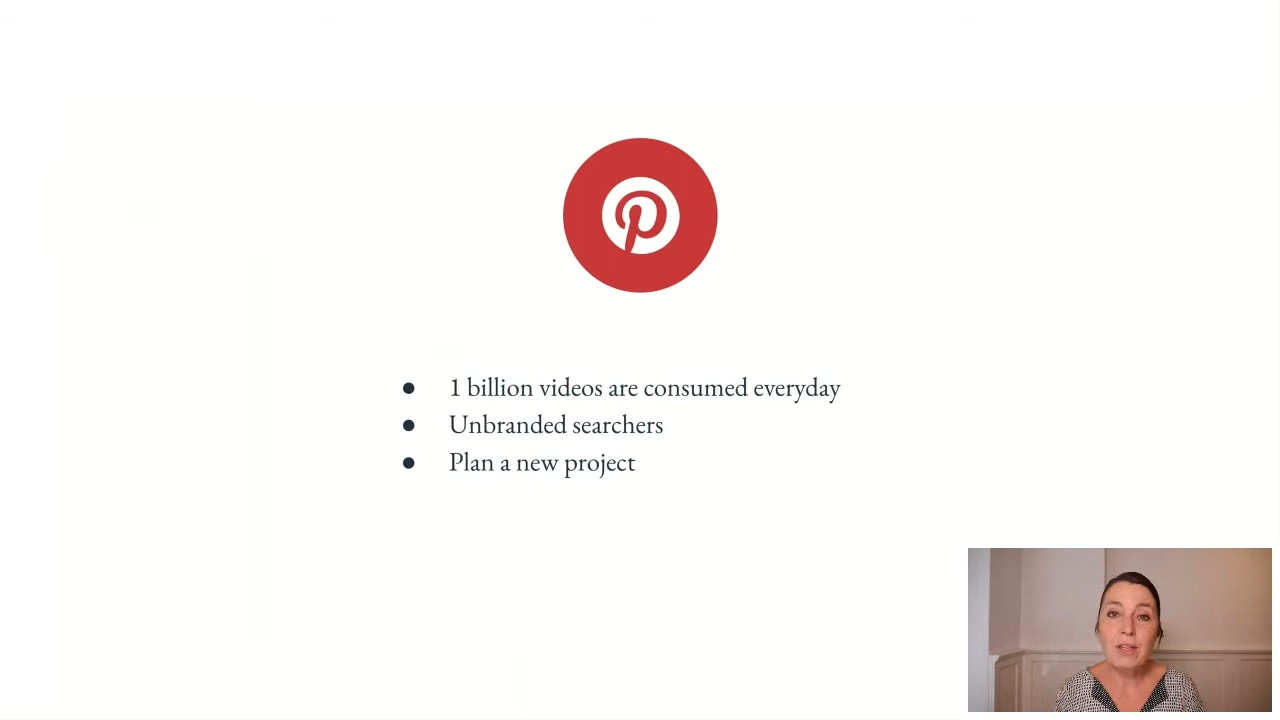 1 billion videos are consumed everyday
Unbranded searchers
Plan a new project